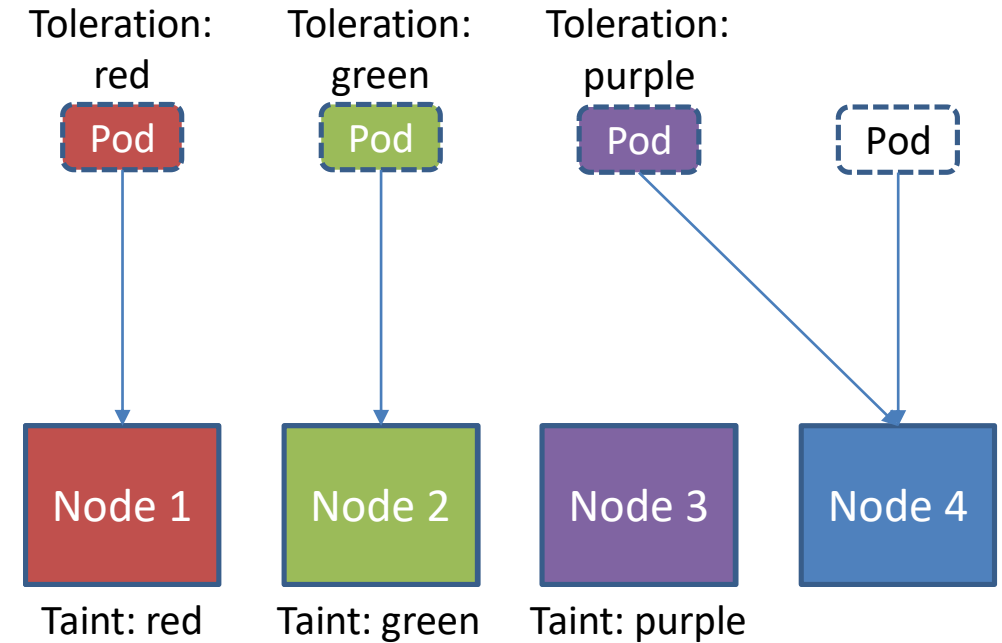 Toleration:
red
Toleration:
green
Toleration:
purple
Pod
Pod
Pod
Pod
Node 1
Node 2
Node 3
Node 4
Taint: red
Taint: green
Taint: purple